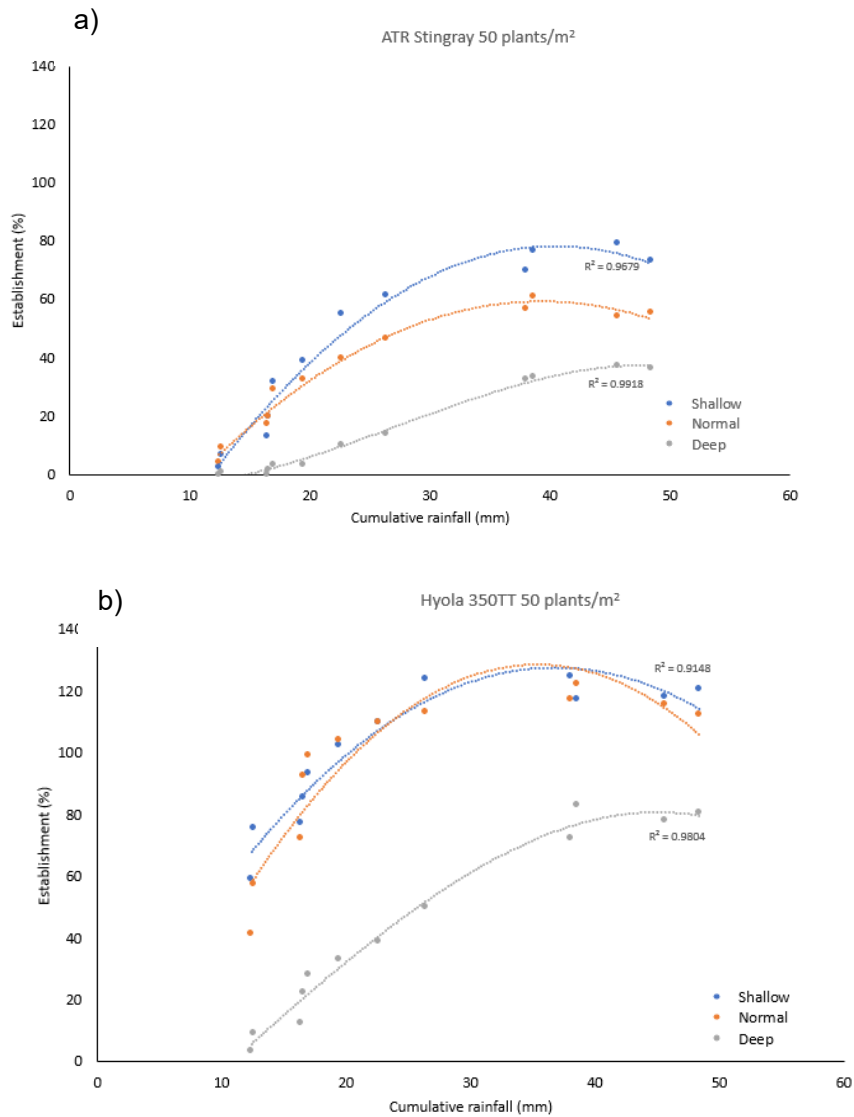 a)
ATR Stingray 50 plants/m²
140
120
100
80
60
40
20
0
Establishment (%)
R² = 0.9679
R² = 0.9918
Shallow
Normal
Deep
0 10 20 30 40 50 60
Cumulative rainfall (mm)
b)
Hyola 350TT 50 plants/m²
140
120
100
80
60
40
20
0
Establishment (%)
R² = 0.9148
R² = 0.9804
Shallow
Normal
Deep
0 10 20 30 40 50 60
Cumulative rainfall (mm)